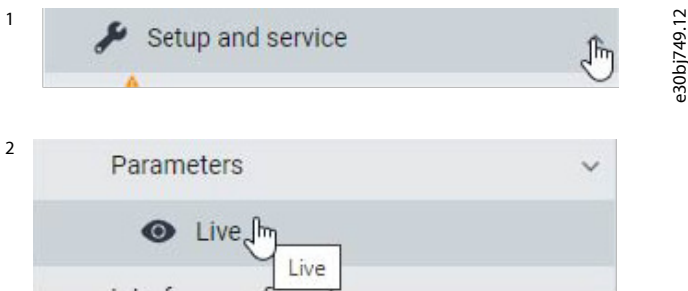 1
Setup and service
e30bj749.12
2
Parameters
Live
Live